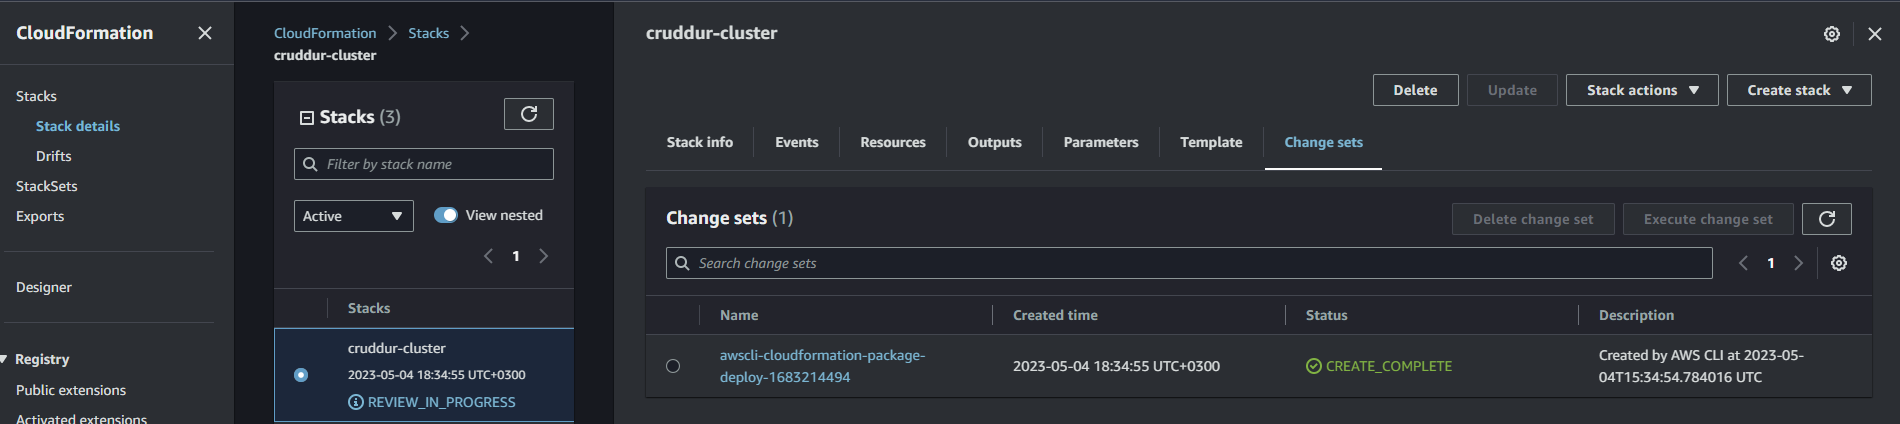 CloudFormation
Stacks
Stack details
Drifts
StackSets
Exports
Designer
Registry
Public extensions
Activated extensions
CloudFormation
Stacks
cruddur-cluster
Stacks (3)
Filter by stack name
Active
View nested
1
Stacks
cruddur-cluster
2023-05-04 18:34:55 UTC+0300
REVIEW_IN_PROGRESS
cruddur-cluster
Delete
Update
Stack actions
Create stack
Stack info
Events
Resources
Outputs
Parameters
Template
Change sets
Change sets (1)
Delete change set
Execute change set
Search change sets
1
Name
Created time
Status
Description
awscli-cloudformation-package-
deploy-1683214494
2023-05-04 18:34:55 UTC+0300
CREATE_COMPLETE
Created by AWS CLI at 2023-05-
04T15:34:54.784016 UTC